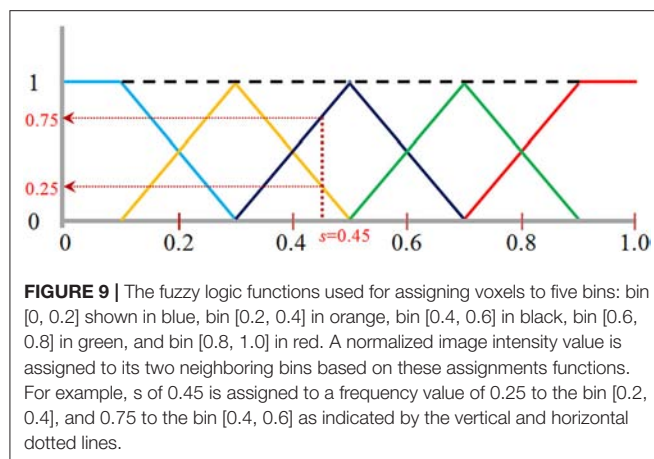 1
0.75
0.25
0
0 0.2 0.4 s=0.45 0.6 0.8 1.0
FIGURE 9 | The fuzzy logic functions used for assigning voxels to five bins: bin
[0, 0.2] shown in blue, bin [0.2, 0.4] in orange, bin [0.4, 0.6] in black, bin [0.6,
0.8] in green, and bin [0.8, 1.0] in red. A normalized image intensity value is
assigned to its two neighboring bins based on these assignments functions.
For example, s of 0.45 is assigned to a frequency value of 0.25 to the bin [0.2,
0.4], and 0.75 to the bin [0.4, 0.6] as indicated by the vertical and horizontal
dotted lines.